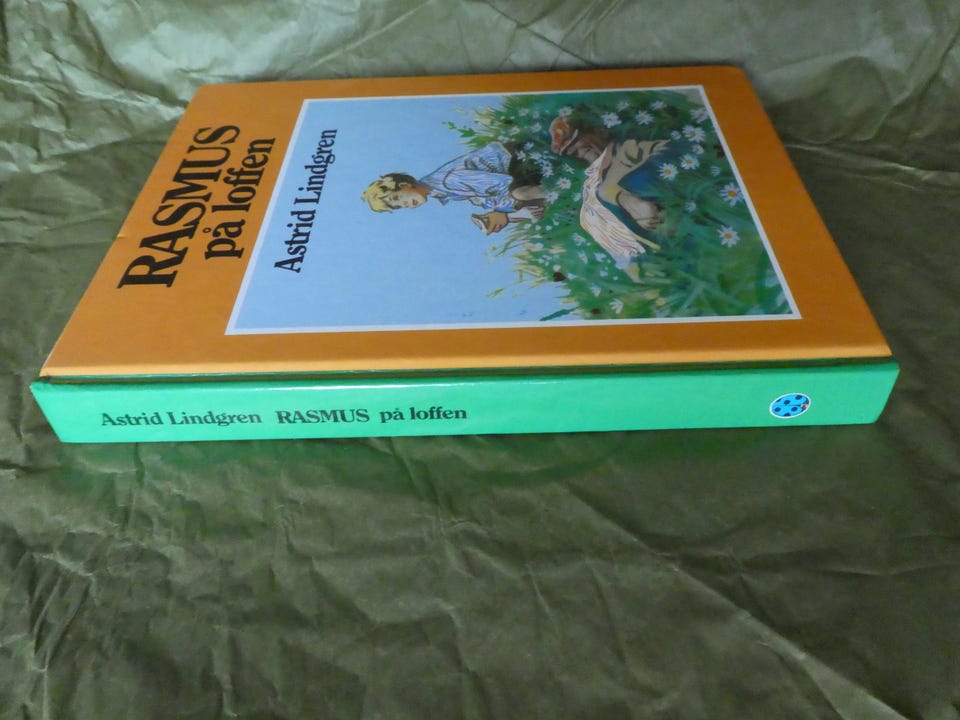 RASMUS
på loffen
Astrid Lindgren
Astrid Lindgren RASMUS på loffen